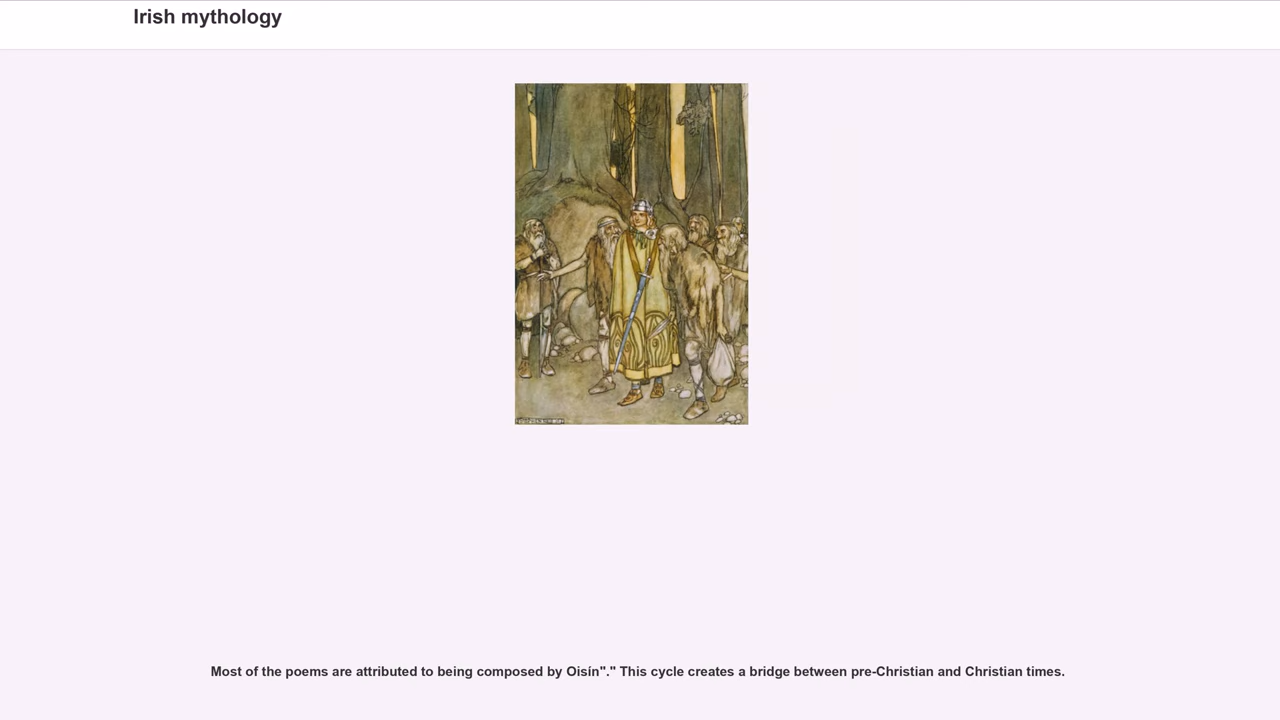 Irish mythology
Most of the poems are attributed to being composed by Oisín"." This cycle creates a bridge between pre-Christian and Christian times.